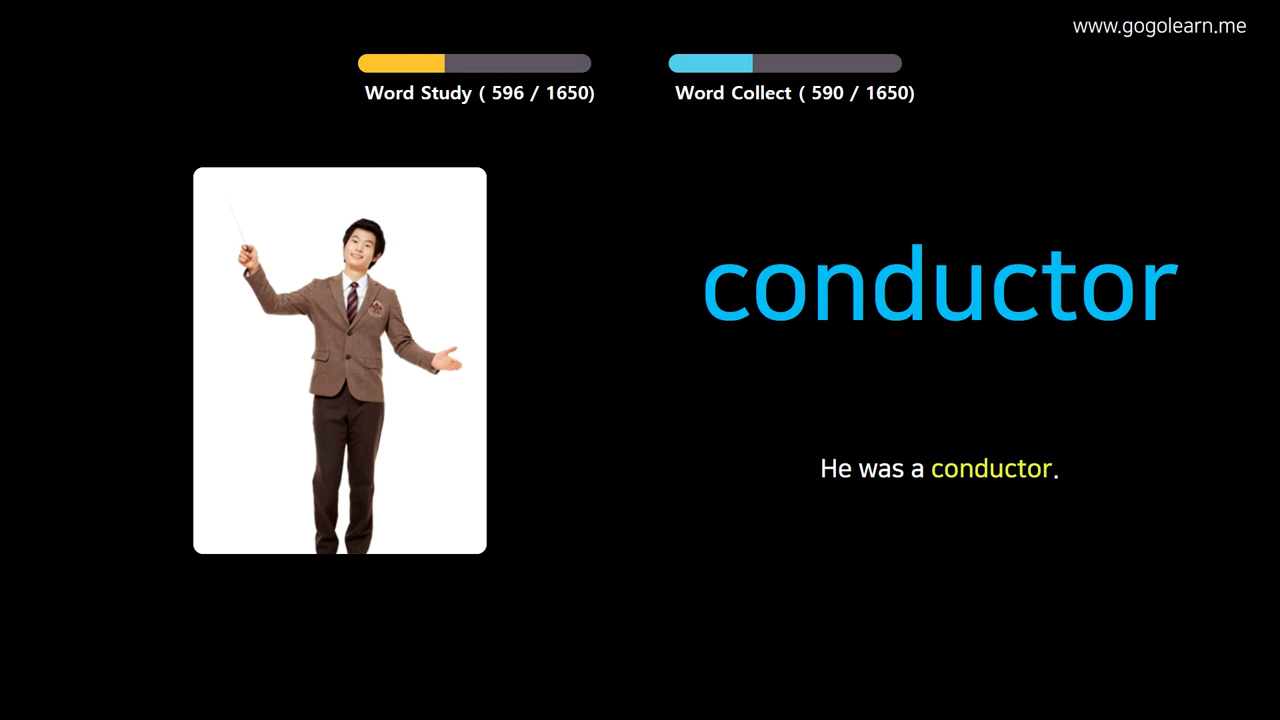 www.gogolearn.me
Word Study ( 596 / 1650)
Word Collect ( 590 / 1650)
conductor
He was a conductor.